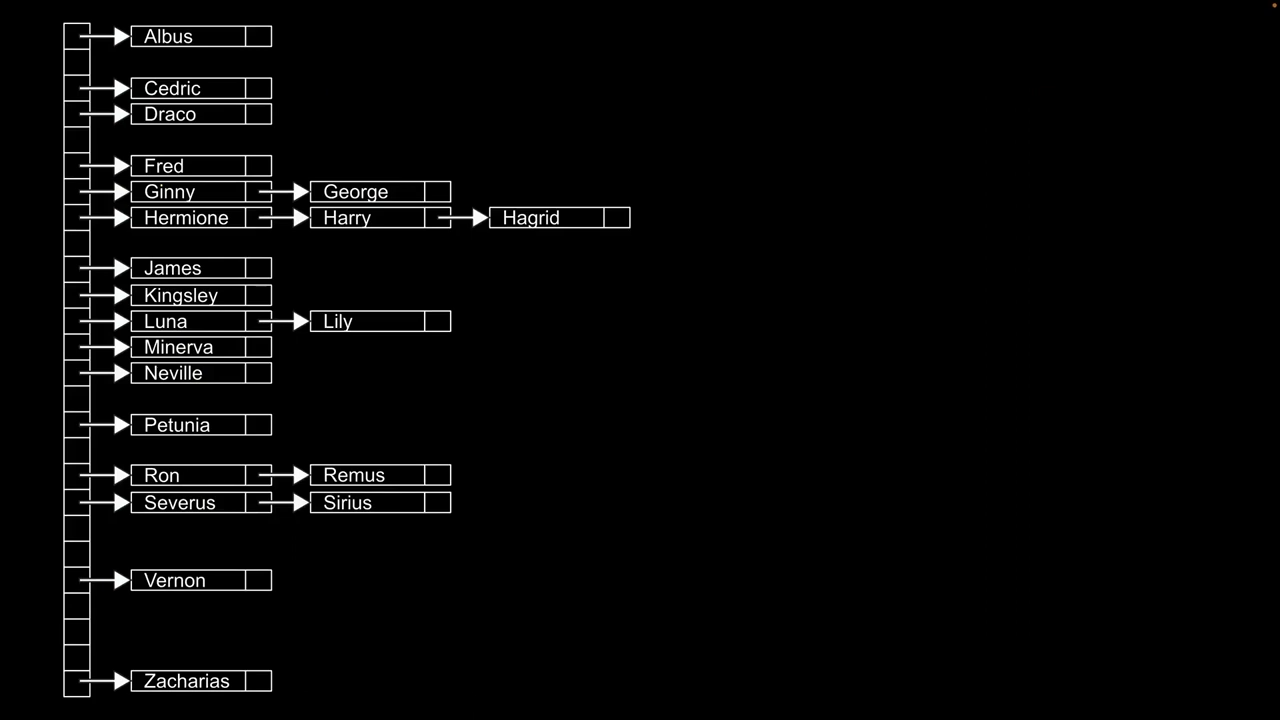 Albus
Cedric
Draco
Fred
Ginny George
Hermione Harry Hagrid
James
Kingsley
Luna Lily
Minerva
Neville
Petunia
Ron Remus
Severus Sirius
Vernon
Zacharias